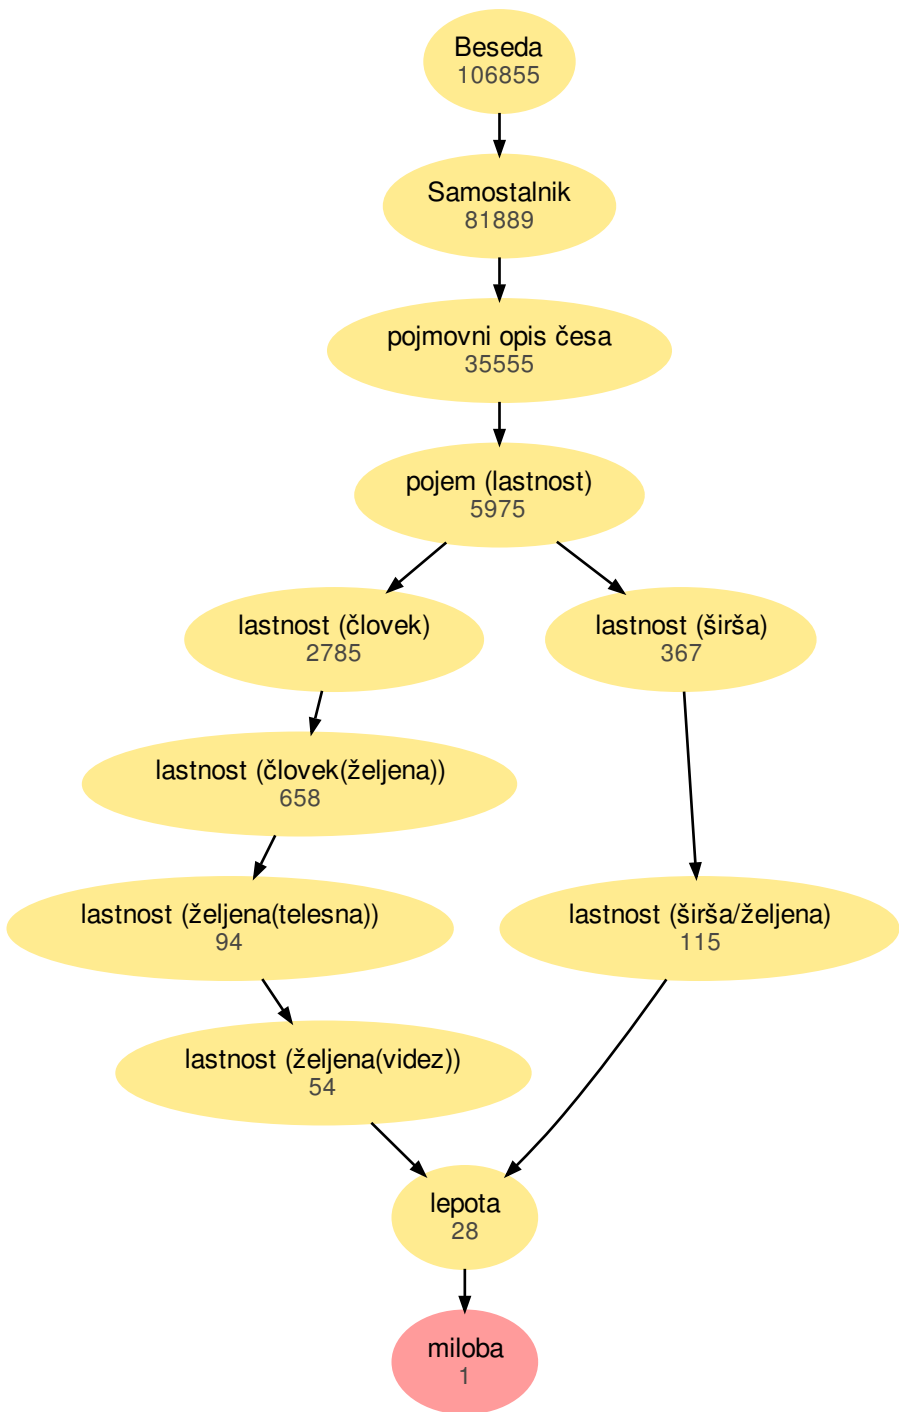 Beseda
106855
Samostalnik
81889
pojmovni opis česa
35555
pojem (lastnost)
5975
lastnost (človek)
2785
lastnost (širša)
367
lastnost (človek(željena))
658
lastnost (željena(telesna))
94
lastnost (širša/željena)
115
lastnost (željena(videz))
54
lepota
28
miloba
1